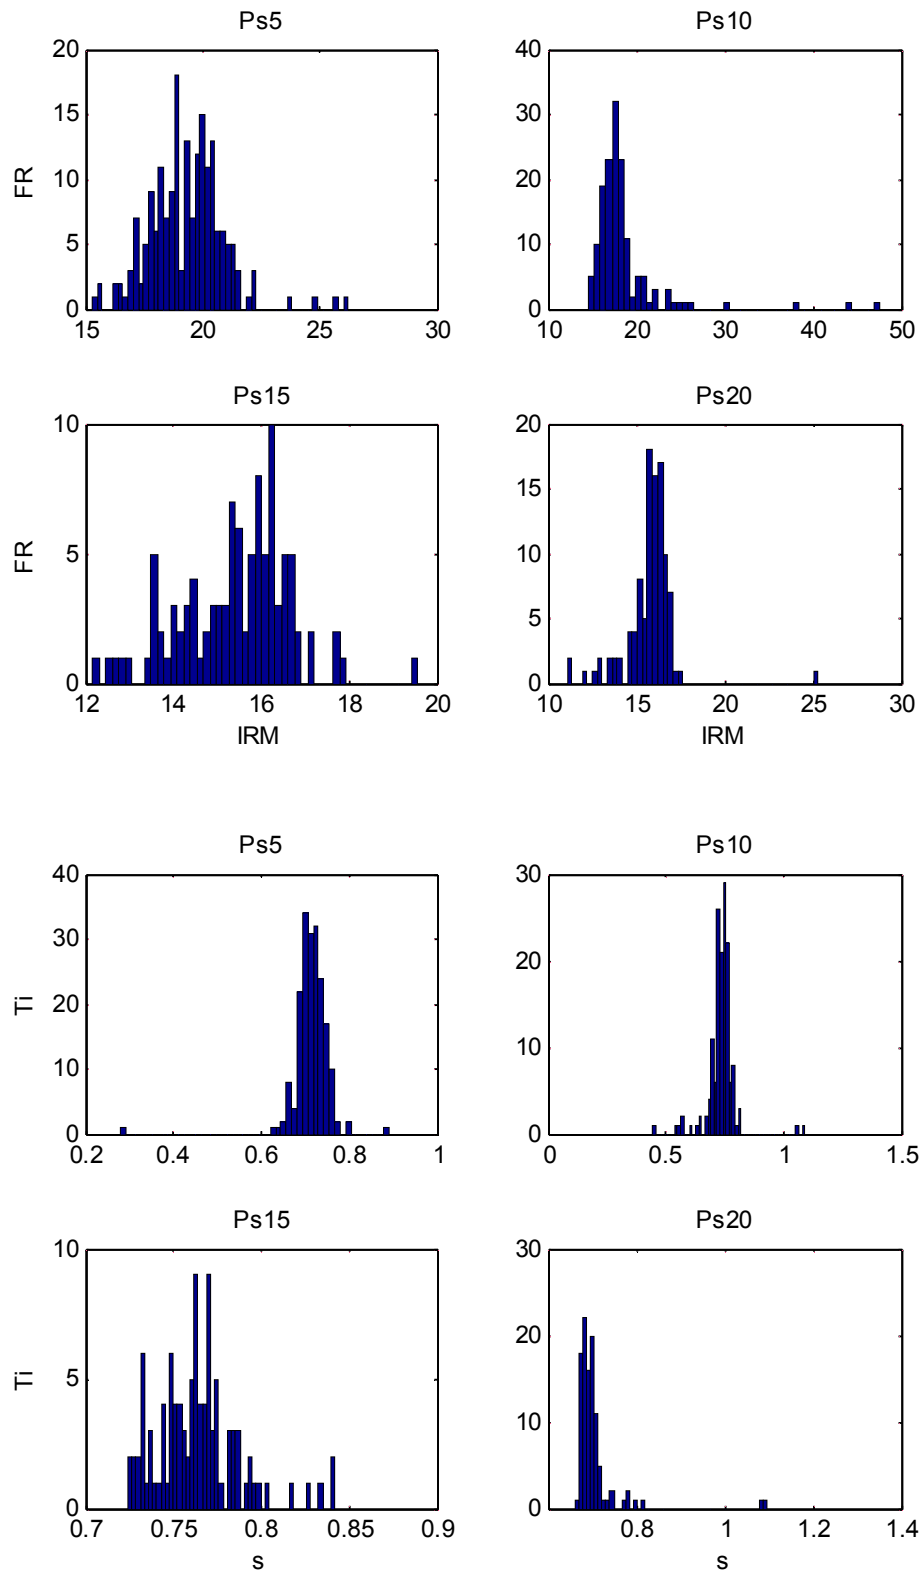 Ps5 Ps10
20 40
15 30
FR 10 20
5 10
0 0
15 20 25 30 10 20 30 40 50
Ps15 Ps20
10 20
15
FR 5 10
5
0 0
12 14 16 18 20 10 15 20 25 30
IRM IRM
Ps5 Ps10
40 30
30 20
Ti 20
10 10
0 0
0.2 0.4 0.6 0.8 1 0 0.5 1 1.5
Ps15 Ps20
10 30
20
Ti 5
10
0 0
0.7 0.75 0.8 0.85 0.9 0.8 1 1.2 1.4
s s